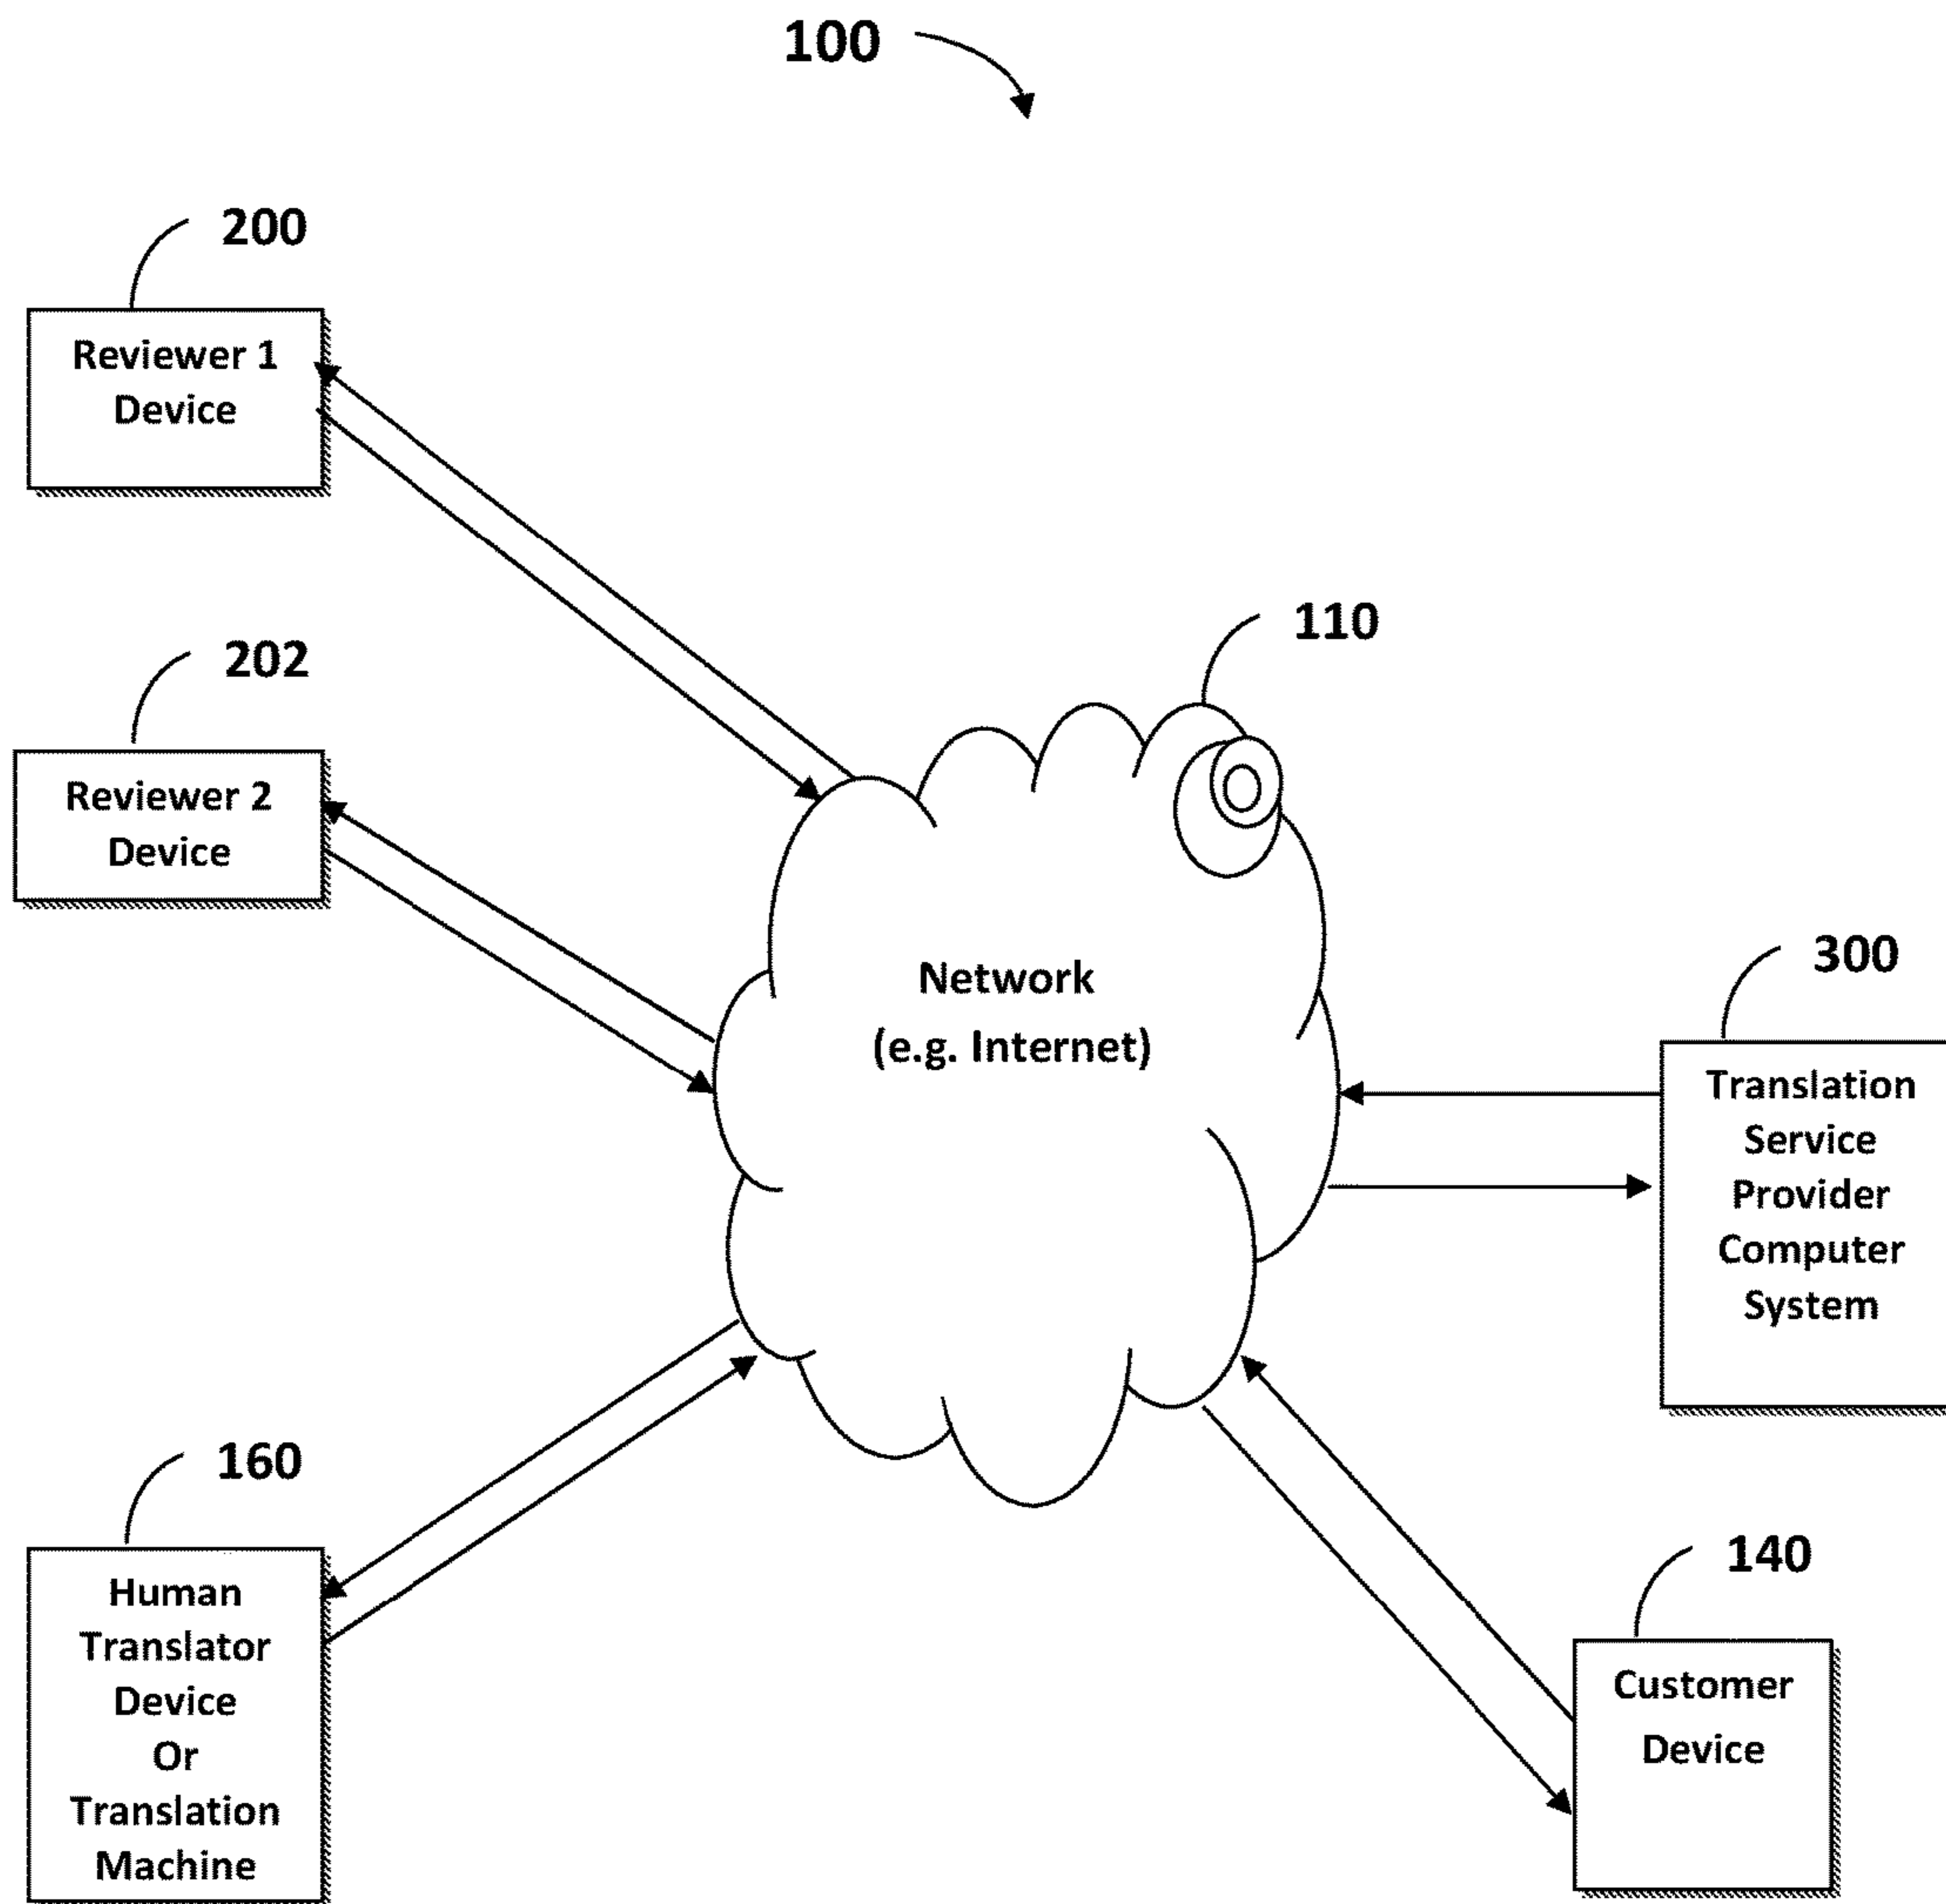 100
200
Reviewer 1
Device
202
Reviewer 2
Device
110
Network
(e.g. Internet)
300
Translation
Service
Provider
Computer
System
160
Human
Translator
Device
Or
Translation
Machine
140
Customer
Device